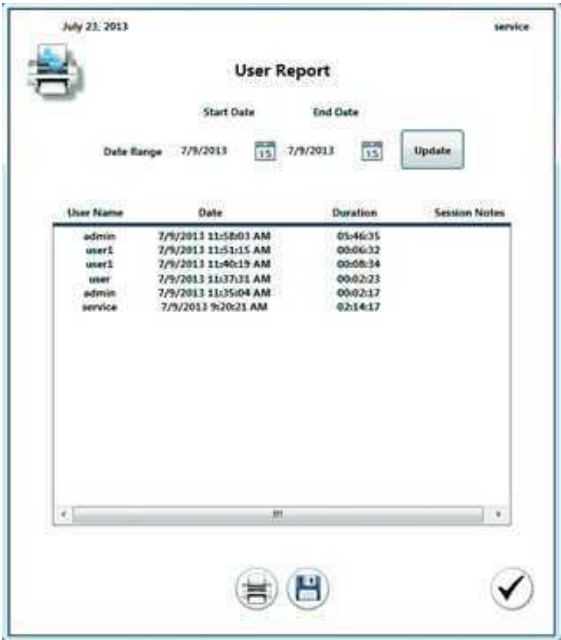 July 23, 2013 service
User Report
Start Date End Date
Date Range 7/9/2013 15 7/9/2013 15 Update
User Name Date Duration Session Notes
admin 7/9/2013 11:58:03 AM 05:46:35
user1 7/9/2013 11:51:15 AM 00:06:32
user1 7/9/2013 11:40:19 AM 00:08:34
user 7/9/2013 11:37:31 AM 00:02:23
admin 7/9/2013 11:35:04 AM 00:02:17
service 7/9/2013 9:20:21 AM 02:14:17